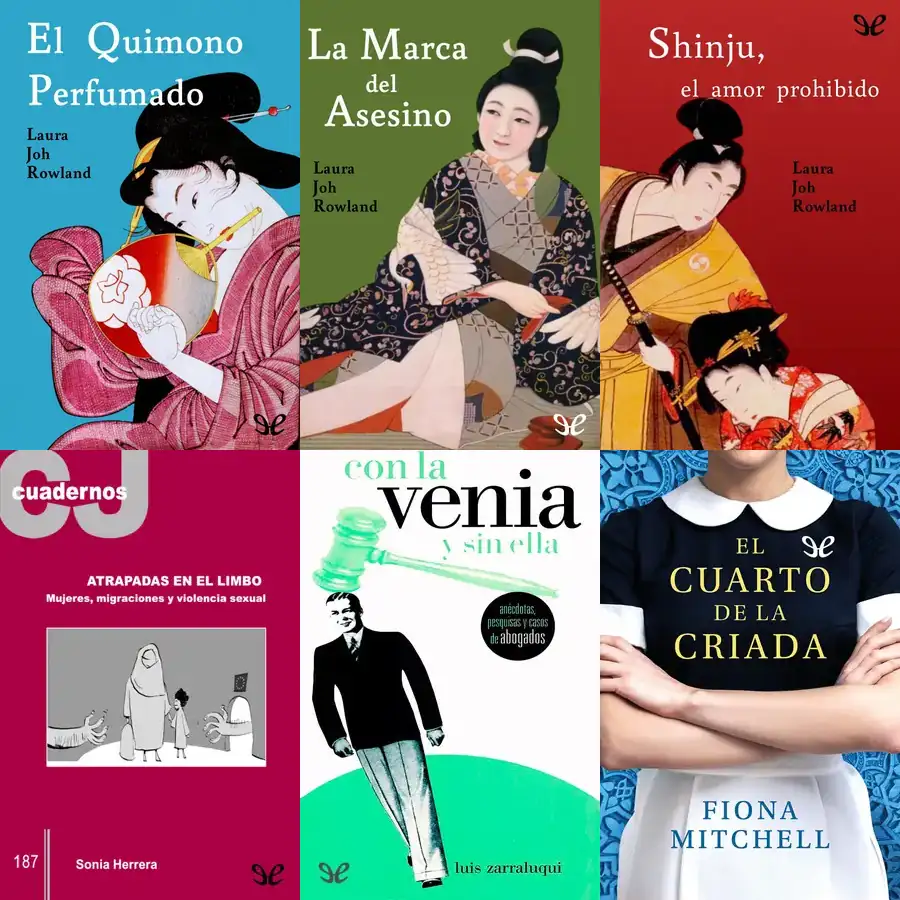 El Quimono
Perfumado
Laura
Joh
Rowland
La Marca
del
Asesino
Laura
Joh
Rowland
Shinju,
el amor prohibido
Laura
Joh
Rowland
CJ
cuadernos
ATRAPADAS EN EL LIMBO
Mujeres, migraciones y violencia sexual
187
Sonia Herrera
con la
venia
y sin ella
anécdotas,
pesquisas y casos
de abogados
luis zarraluqui
EL
CUARTO
DE LA
CRIADA
FIONA
MITCHELL